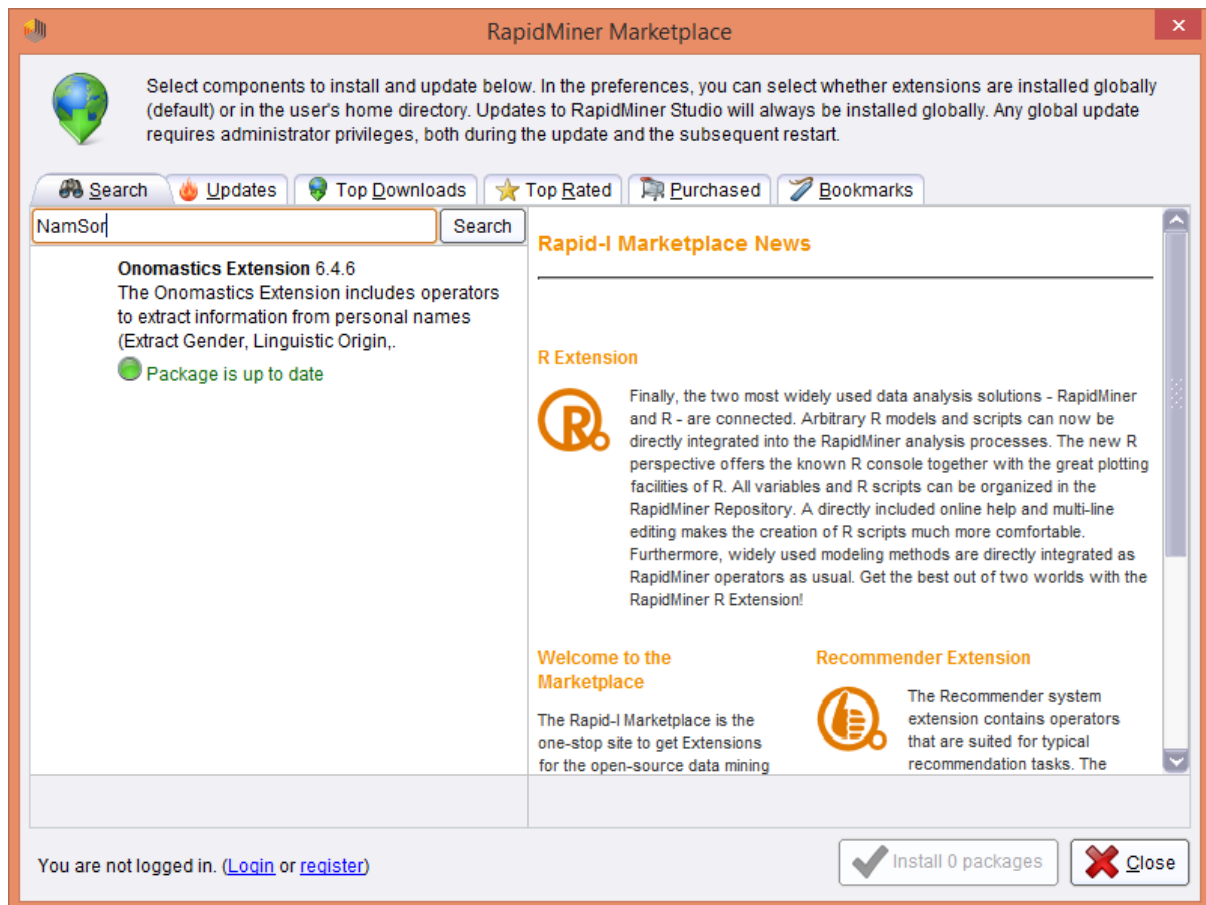 RapidMiner Marketplace
Select components to install and update below. In the preferences, you can select whether extensions are installed globally
(default) or in the user's home directory. Updates to RapidMiner Studio will always be installed globally. Any global update
requires administrator privileges, both during the update and the subsequent restart.
Search Updates Top Downloads Top Rated Purchased Bookmarks
NamSor Search
Onomastics Extension 6.4.6
The Onomastics Extension includes operators
to extract information from personal names
(Extract Gender, Linguistic Origin,.
Package is up to date
Rapid-I Marketplace News
R Extension
R
Finally, the two most widely used data analysis solutions - RapidMiner
and R - are connected. Arbitrary R models and scripts can now be
directly integrated into the RapidMiner analysis processes. The new R
perspective offers the known R console together with the great plotting
facilities of R. All variables and R scripts can be organized in the
RapidMiner Repository. A directly included online help and multi-line
editing makes the creation of R scripts much more comfortable.
Furthermore, widely used modeling methods are directly integrated as
RapidMiner operators as usual. Get the best out of two worlds with the
RapidMiner R Extension!
Welcome to the
Marketplace
The Rapid-I Marketplace is the
one-stop site to get Extensions
for the open-source data mining
Recommender Extension
The Recommender system
extension contains operators
that are suited for typical
recommendation tasks. The
You are not logged in. (Login or register)
Install 0 packages
Close